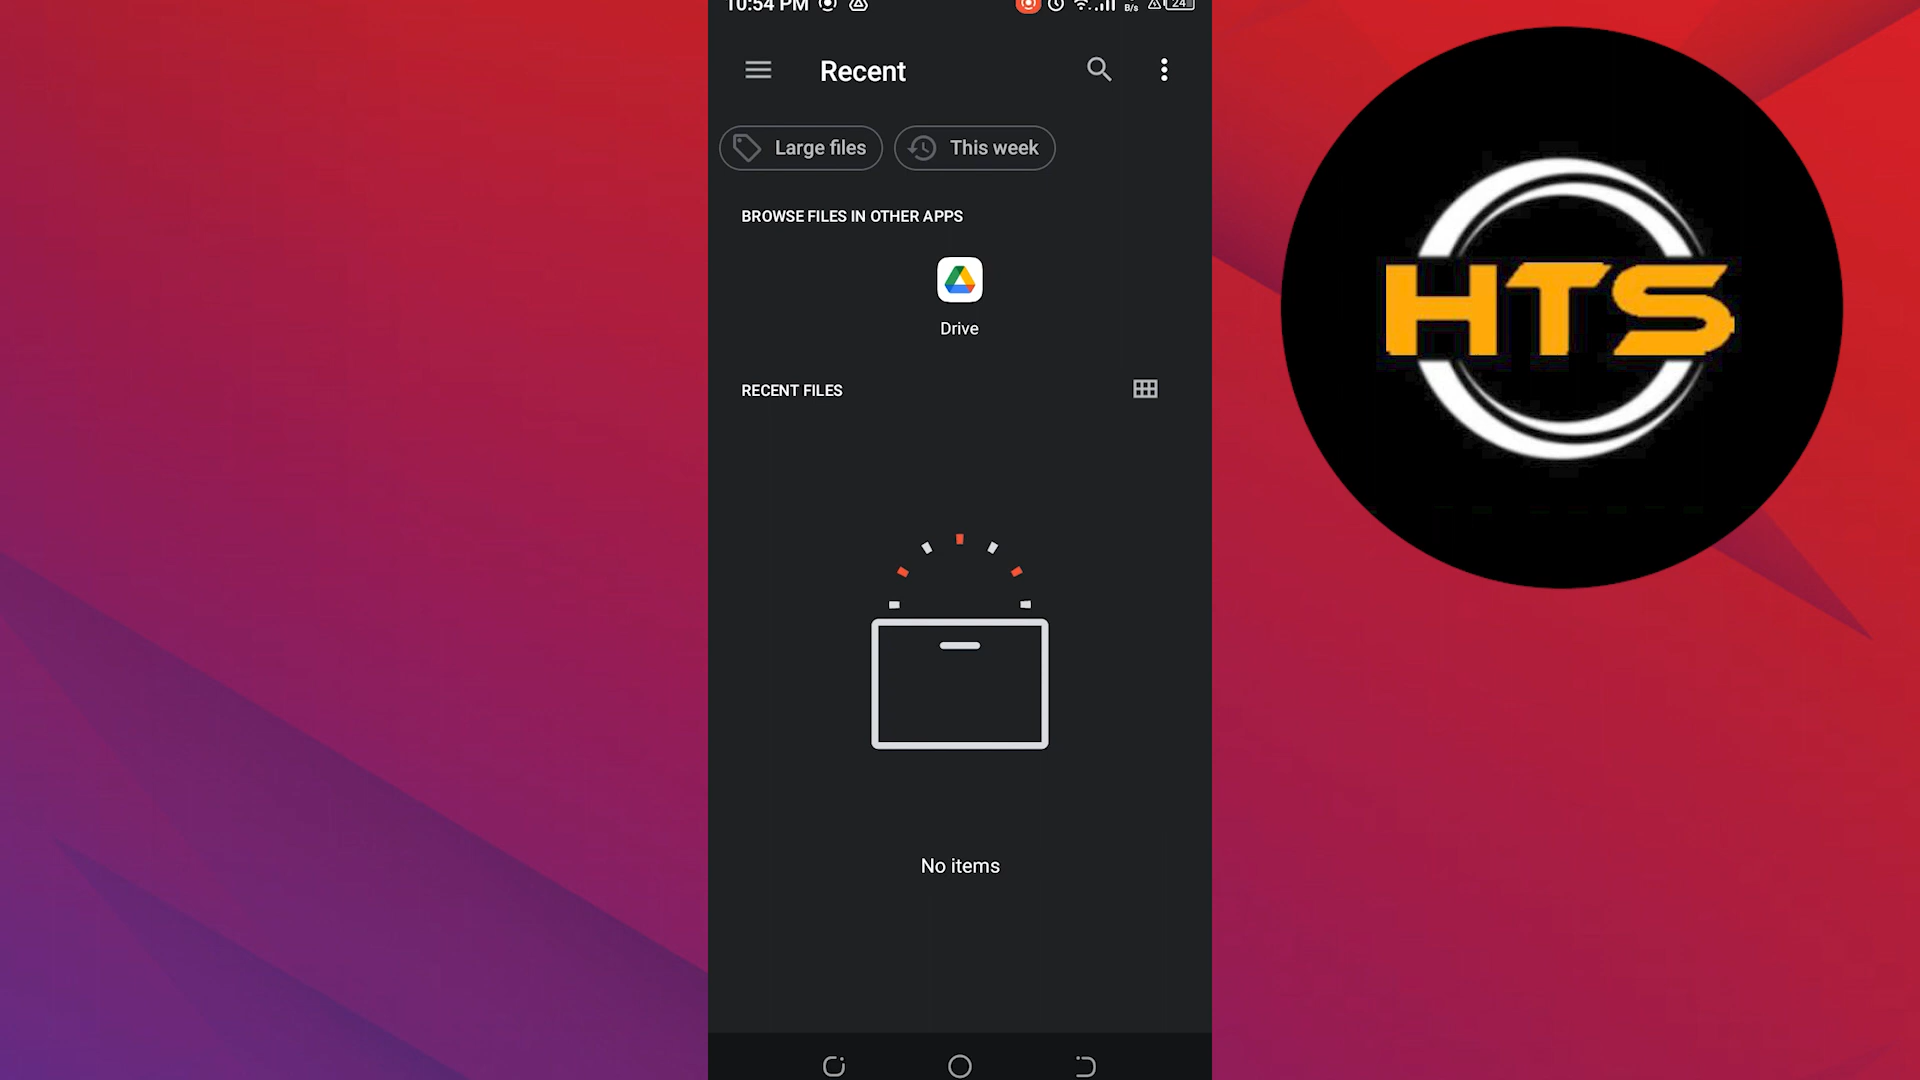 10:54 PM
B/s
24
Recent
Large files
This week
BROWSE FILES IN OTHER APPS
Drive
RECENT FILES
No items
HTS